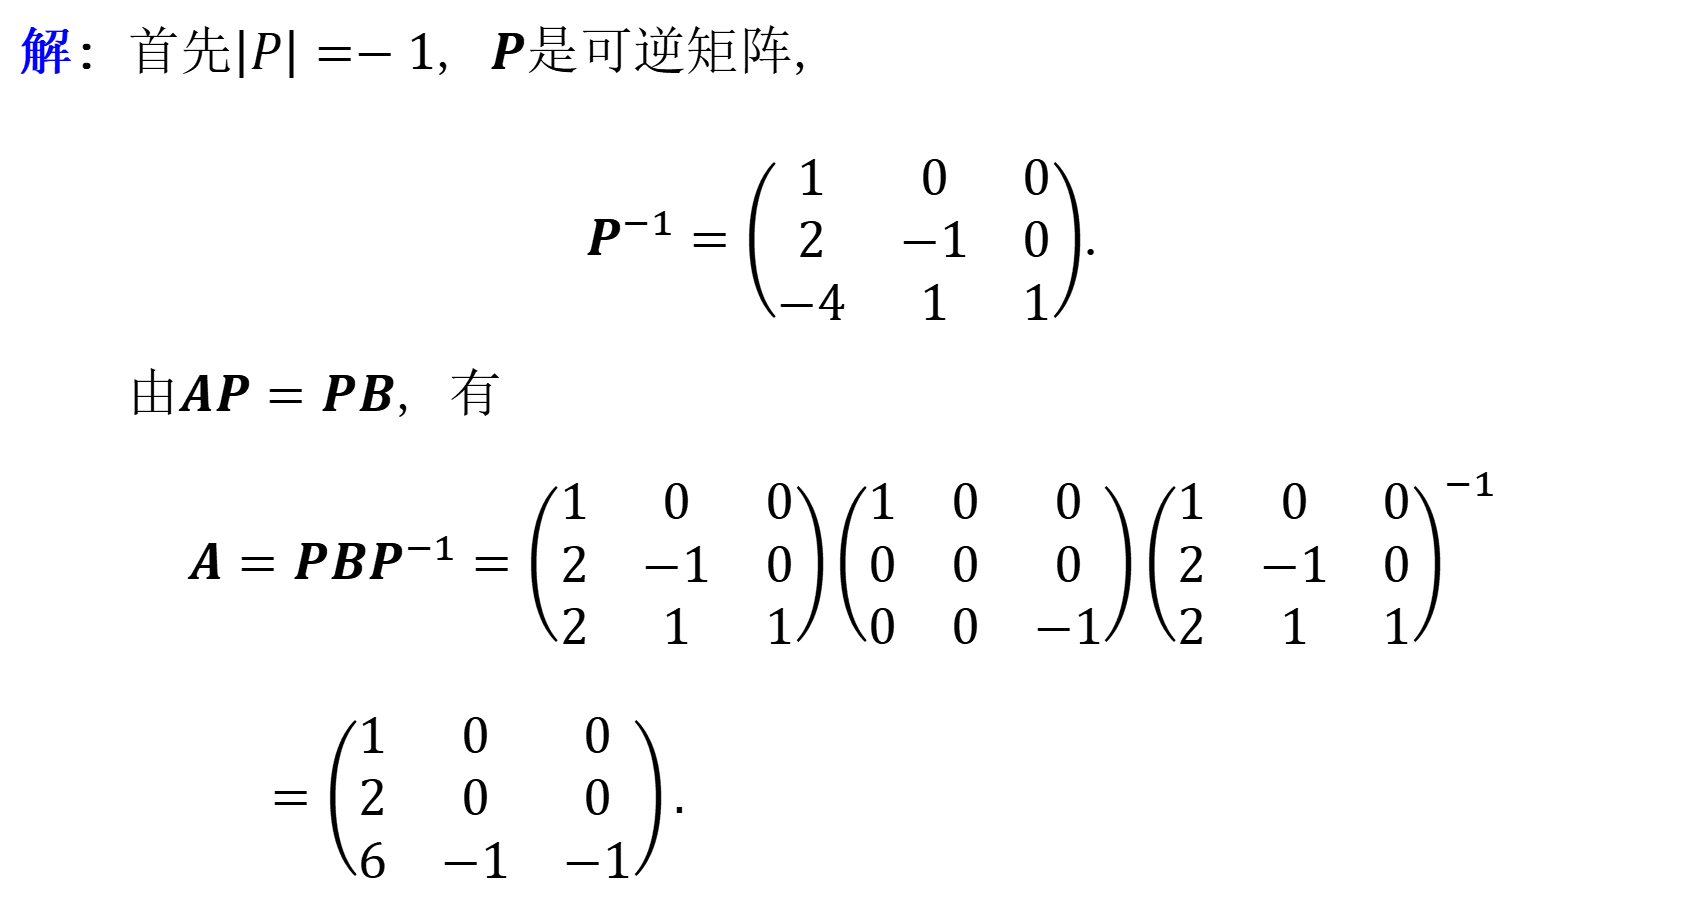 解：首先|P| =− 1, P是可逆矩阵,
1 0 0
P⁻¹ = ( 2 −1 0 ).
−4 1 1
由AP = PB, 有
1 0 0 1 0 0 1 0 0 ⁻¹
A = PBP⁻¹ = ( 2 −1 0 ) ( 0 0 0 ) ( 2 −1 0 )
2 1 1 0 0 −1 2 1 1
1 0 0
= ( 2 0 0 ).
6 −1 −1